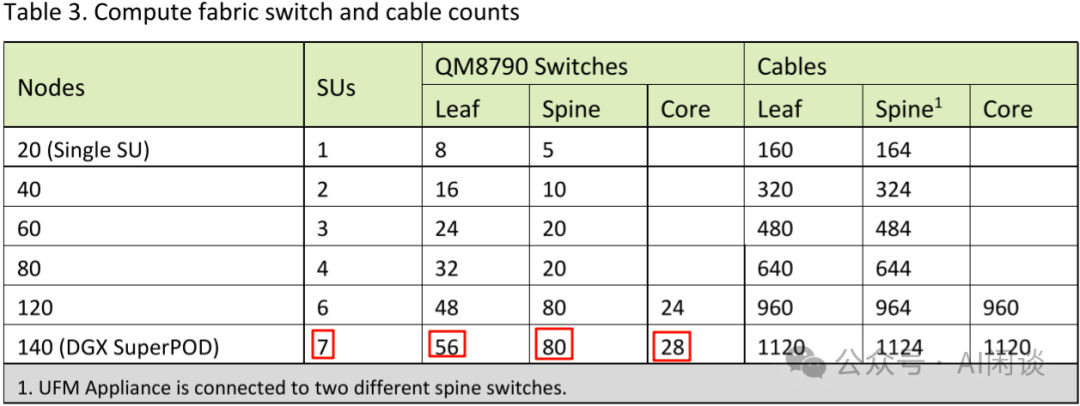 Table 3. Compute fabric switch and cable counts
Nodes SUs QM8790 Switches Cables
Leaf Spine Core Leaf Spine1 Core
20 (Single SU) 1 8 5 160 164
40 2 16 10 320 324
60 3 24 20 480 484
80 4 32 20 640 644
120 6 48 80 24 960 964 960
140 (DGX SuperPOD) 7 56 80 28 1120 1124 1120
公众号 · AI闲谈
1. UFM Appliance is connected to two different spine switches.